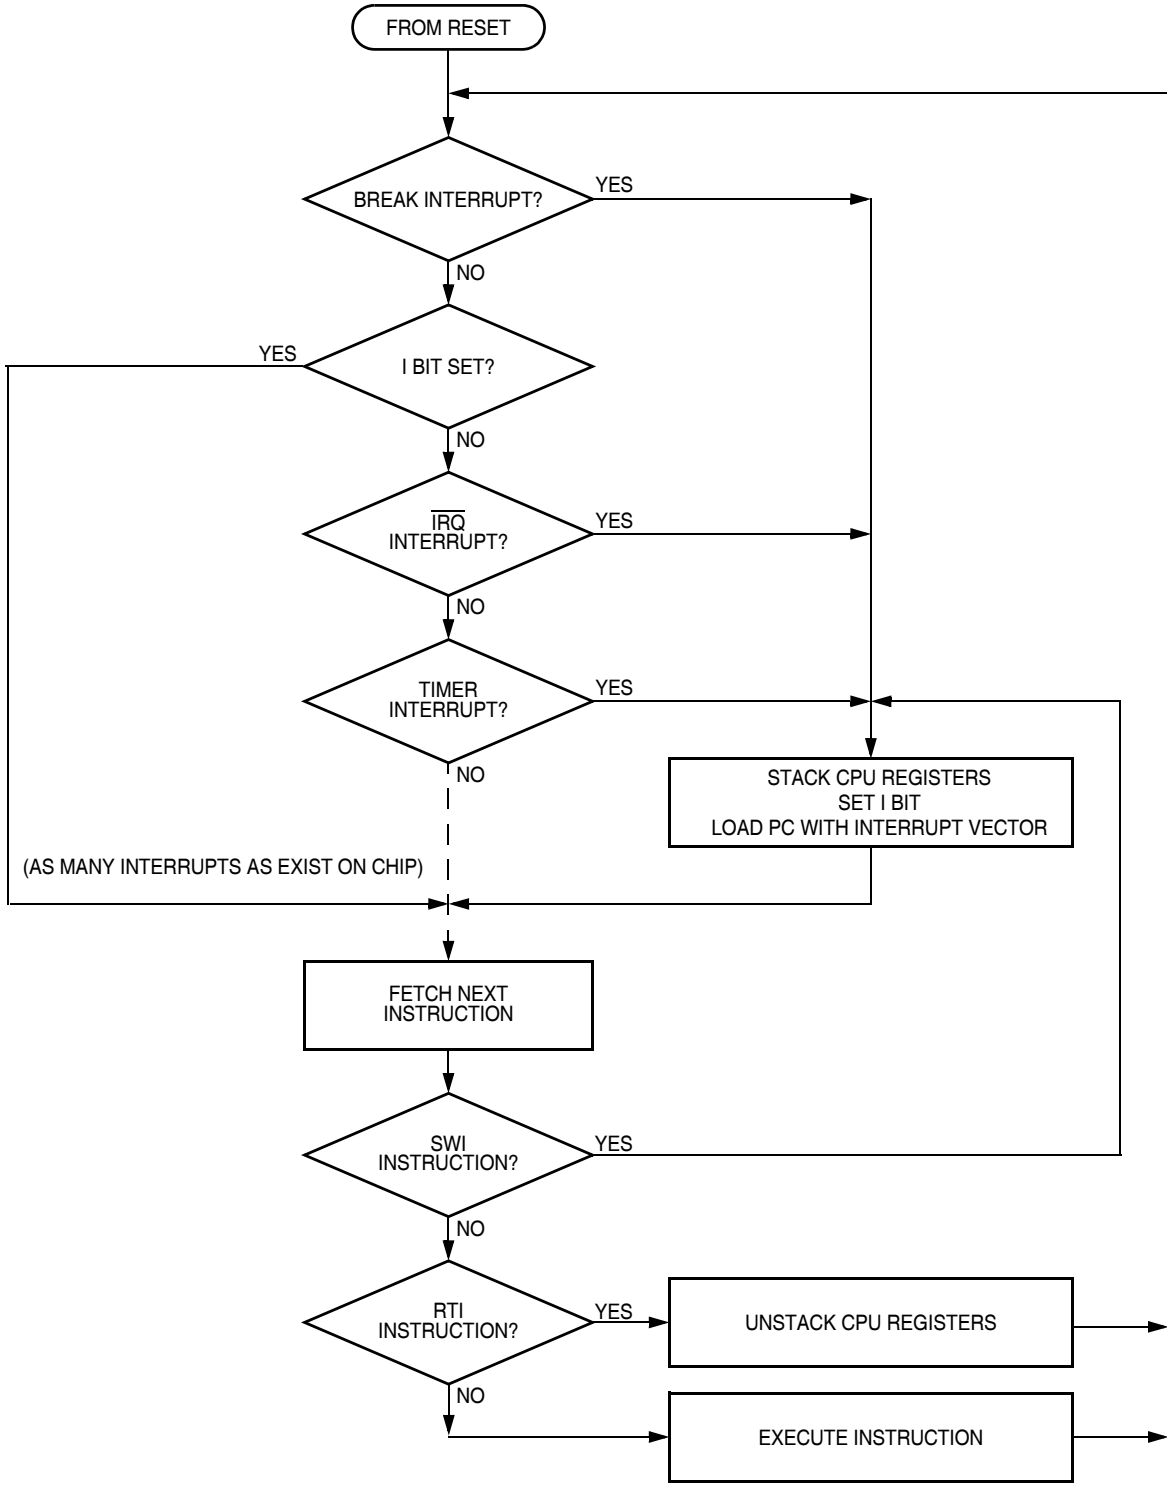 FROM RESET
BREAK INTERRUPT?
YES
NO
YES
I BIT SET?
NO
IRQ
INTERRUPT?
YES
NO
TIMER
INTERRUPT?
YES
NO
STACK CPU REGISTERS
SET I BIT
LOAD PC WITH INTERRUPT VECTOR
(AS MANY INTERRUPTS AS EXIST ON CHIP)
FETCH NEXT
INSTRUCTION
SWI
INSTRUCTION?
YES
NO
RTI
INSTRUCTION?
YES
UNSTACK CPU REGISTERS
NO
EXECUTE INSTRUCTION